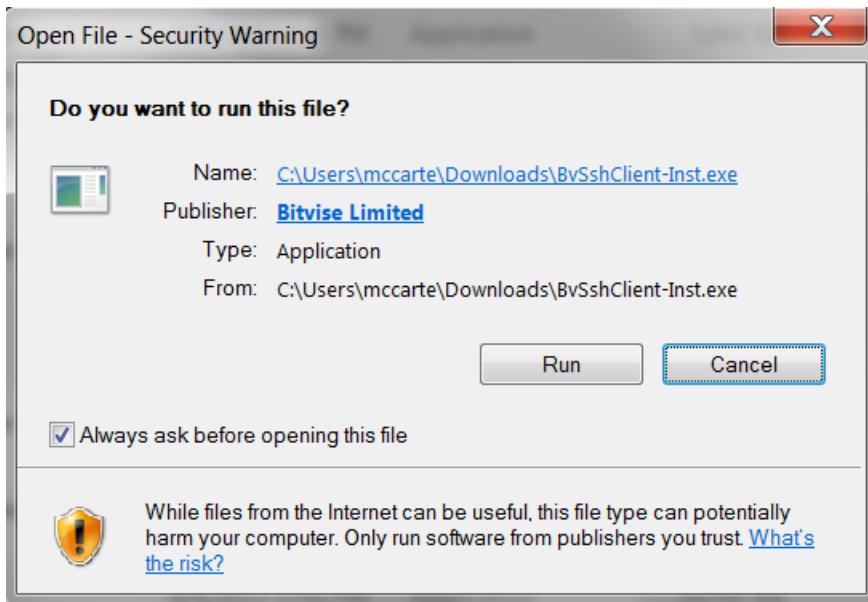 Open File - Security Warning
X
Do you want to run this file?
Name: C:\Users\mccarte\Downloads\BvSshClient-Inst.exe
Publisher: Bitvise Limited
Type: Application
From: C:\Users\mccarte\Downloads\BvSshClient-Inst.exe
Run Cancel
Always ask before opening this file
While files from the Internet can be useful, this file type can potentially
harm your computer. Only run software from publishers you trust. What's
the risk?